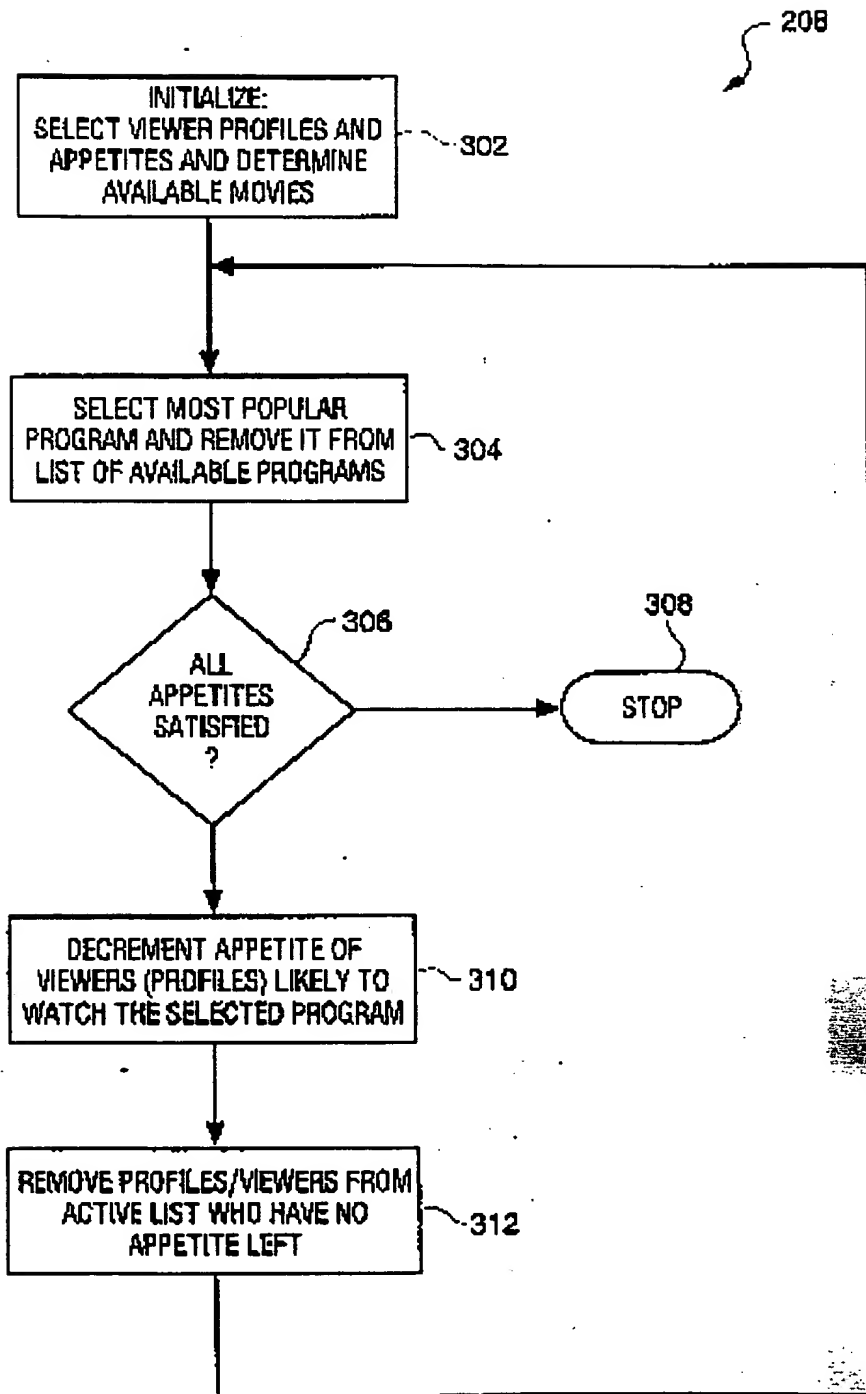 208
INITIALIZE:
SELECT VIEWER PROFILES AND
APPETITES AND DETERMINE
AVAILABLE MOVIES
302
SELECT MOST POPULAR
PROGRAM AND REMOVE IT FROM
LIST OF AVAILABLE PROGRAMS
304
306
ALL
APPETITES
SATISFIED
?
308
STOP
DECREMENT APPETITE OF
VIEWERS (PROFILES) LIKELY TO
WATCH THE SELECTED PROGRAM
310
REMOVE PROFILES/VIEWERS FROM
ACTIVE LIST WHO HAVE NO
APPETITE LEFT
312